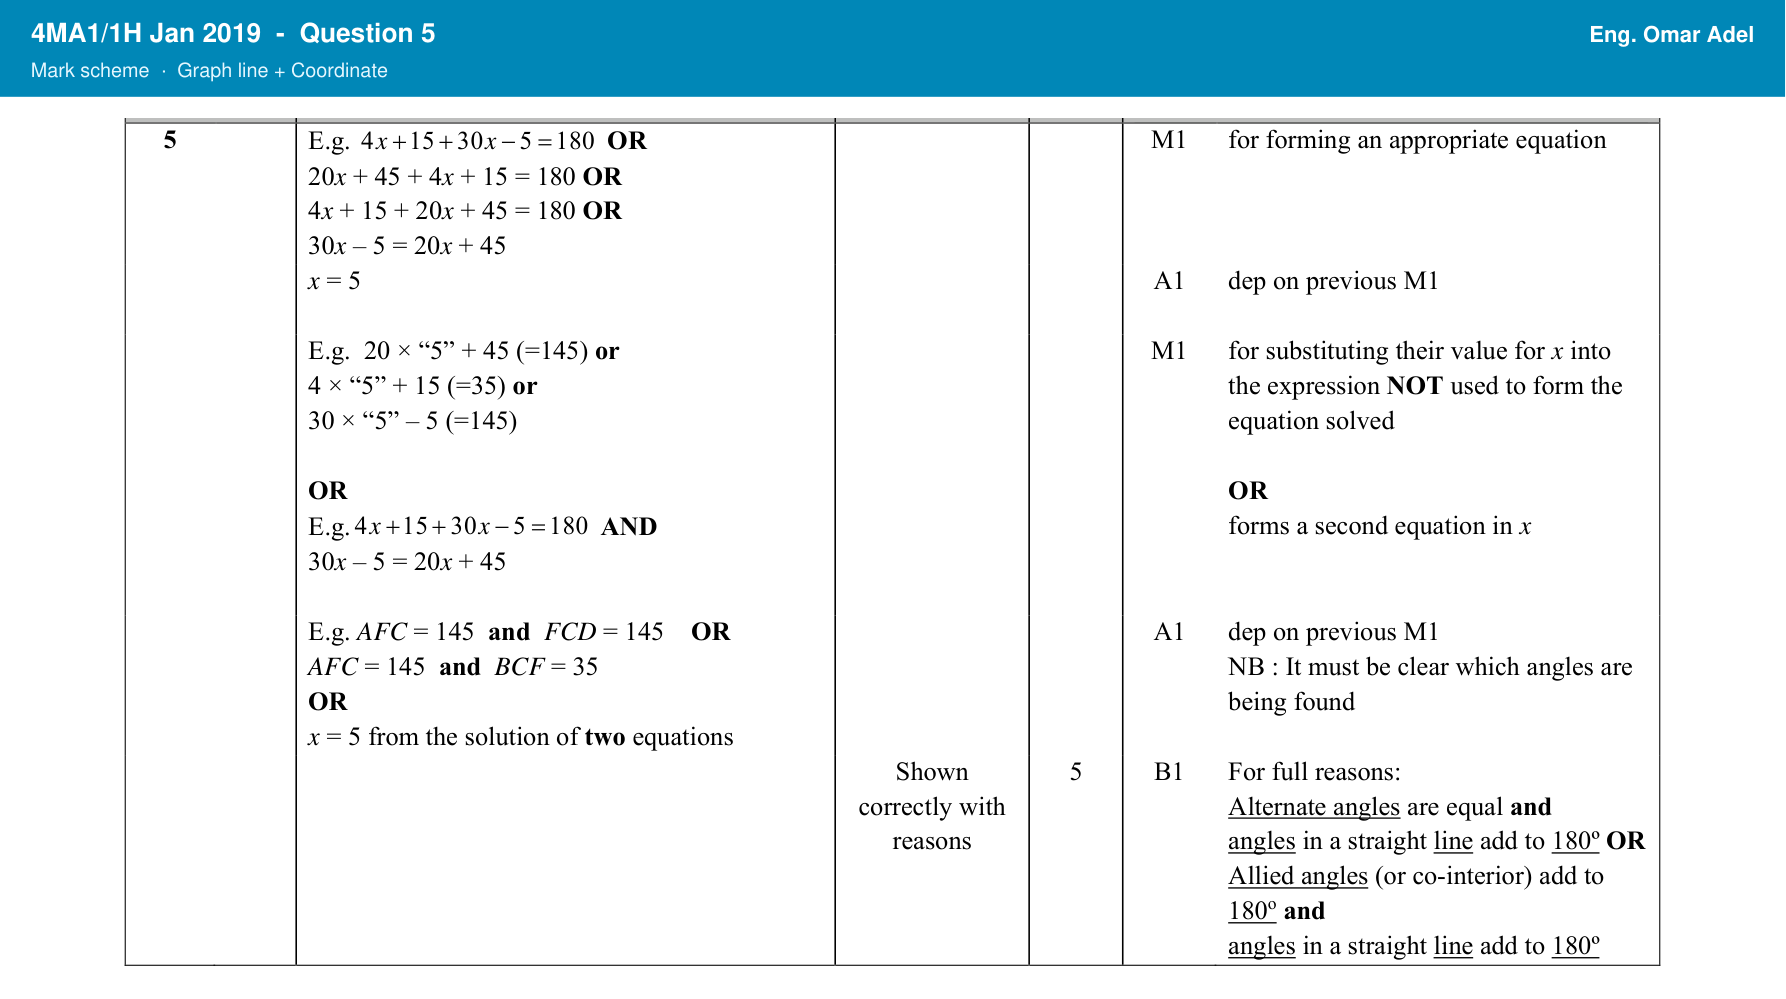 4MA1/1H Jan 2019 - Question 5
Eng. Omar Adel
Mark scheme · Graph line + Coordinate
5
E.g. 4x+15+30x−5=180 OR
M1 for forming an appropriate equation
20x + 45 + 4x + 15 = 180 OR
4x + 15 + 20x + 45 = 180 OR
30x – 5 = 20x + 45
x = 5
A1 dep on previous M1
E.g. 20 × “5” + 45 (=145) or
M1 for substituting their value for x into
4 × “5” + 15 (=35) or
the expression NOT used to form the
30 × “5” – 5 (=145)
equation solved
OR
OR
E.g. 4x+15+30x−5=180 AND
forms a second equation in x
30x – 5 = 20x + 45
E.g. AFC = 145 and FCD = 145 OR
A1 dep on previous M1
AFC = 145 and BCF = 35
NB : It must be clear which angles are
OR
being found
x = 5 from the solution of two equations
Shown
5
B1 For full reasons:
correctly with
Alternate angles are equal and
reasons
angles in a straight line add to 180º OR
Allied angles (or co-interior) add to
180º and
angles in a straight line add to 180º